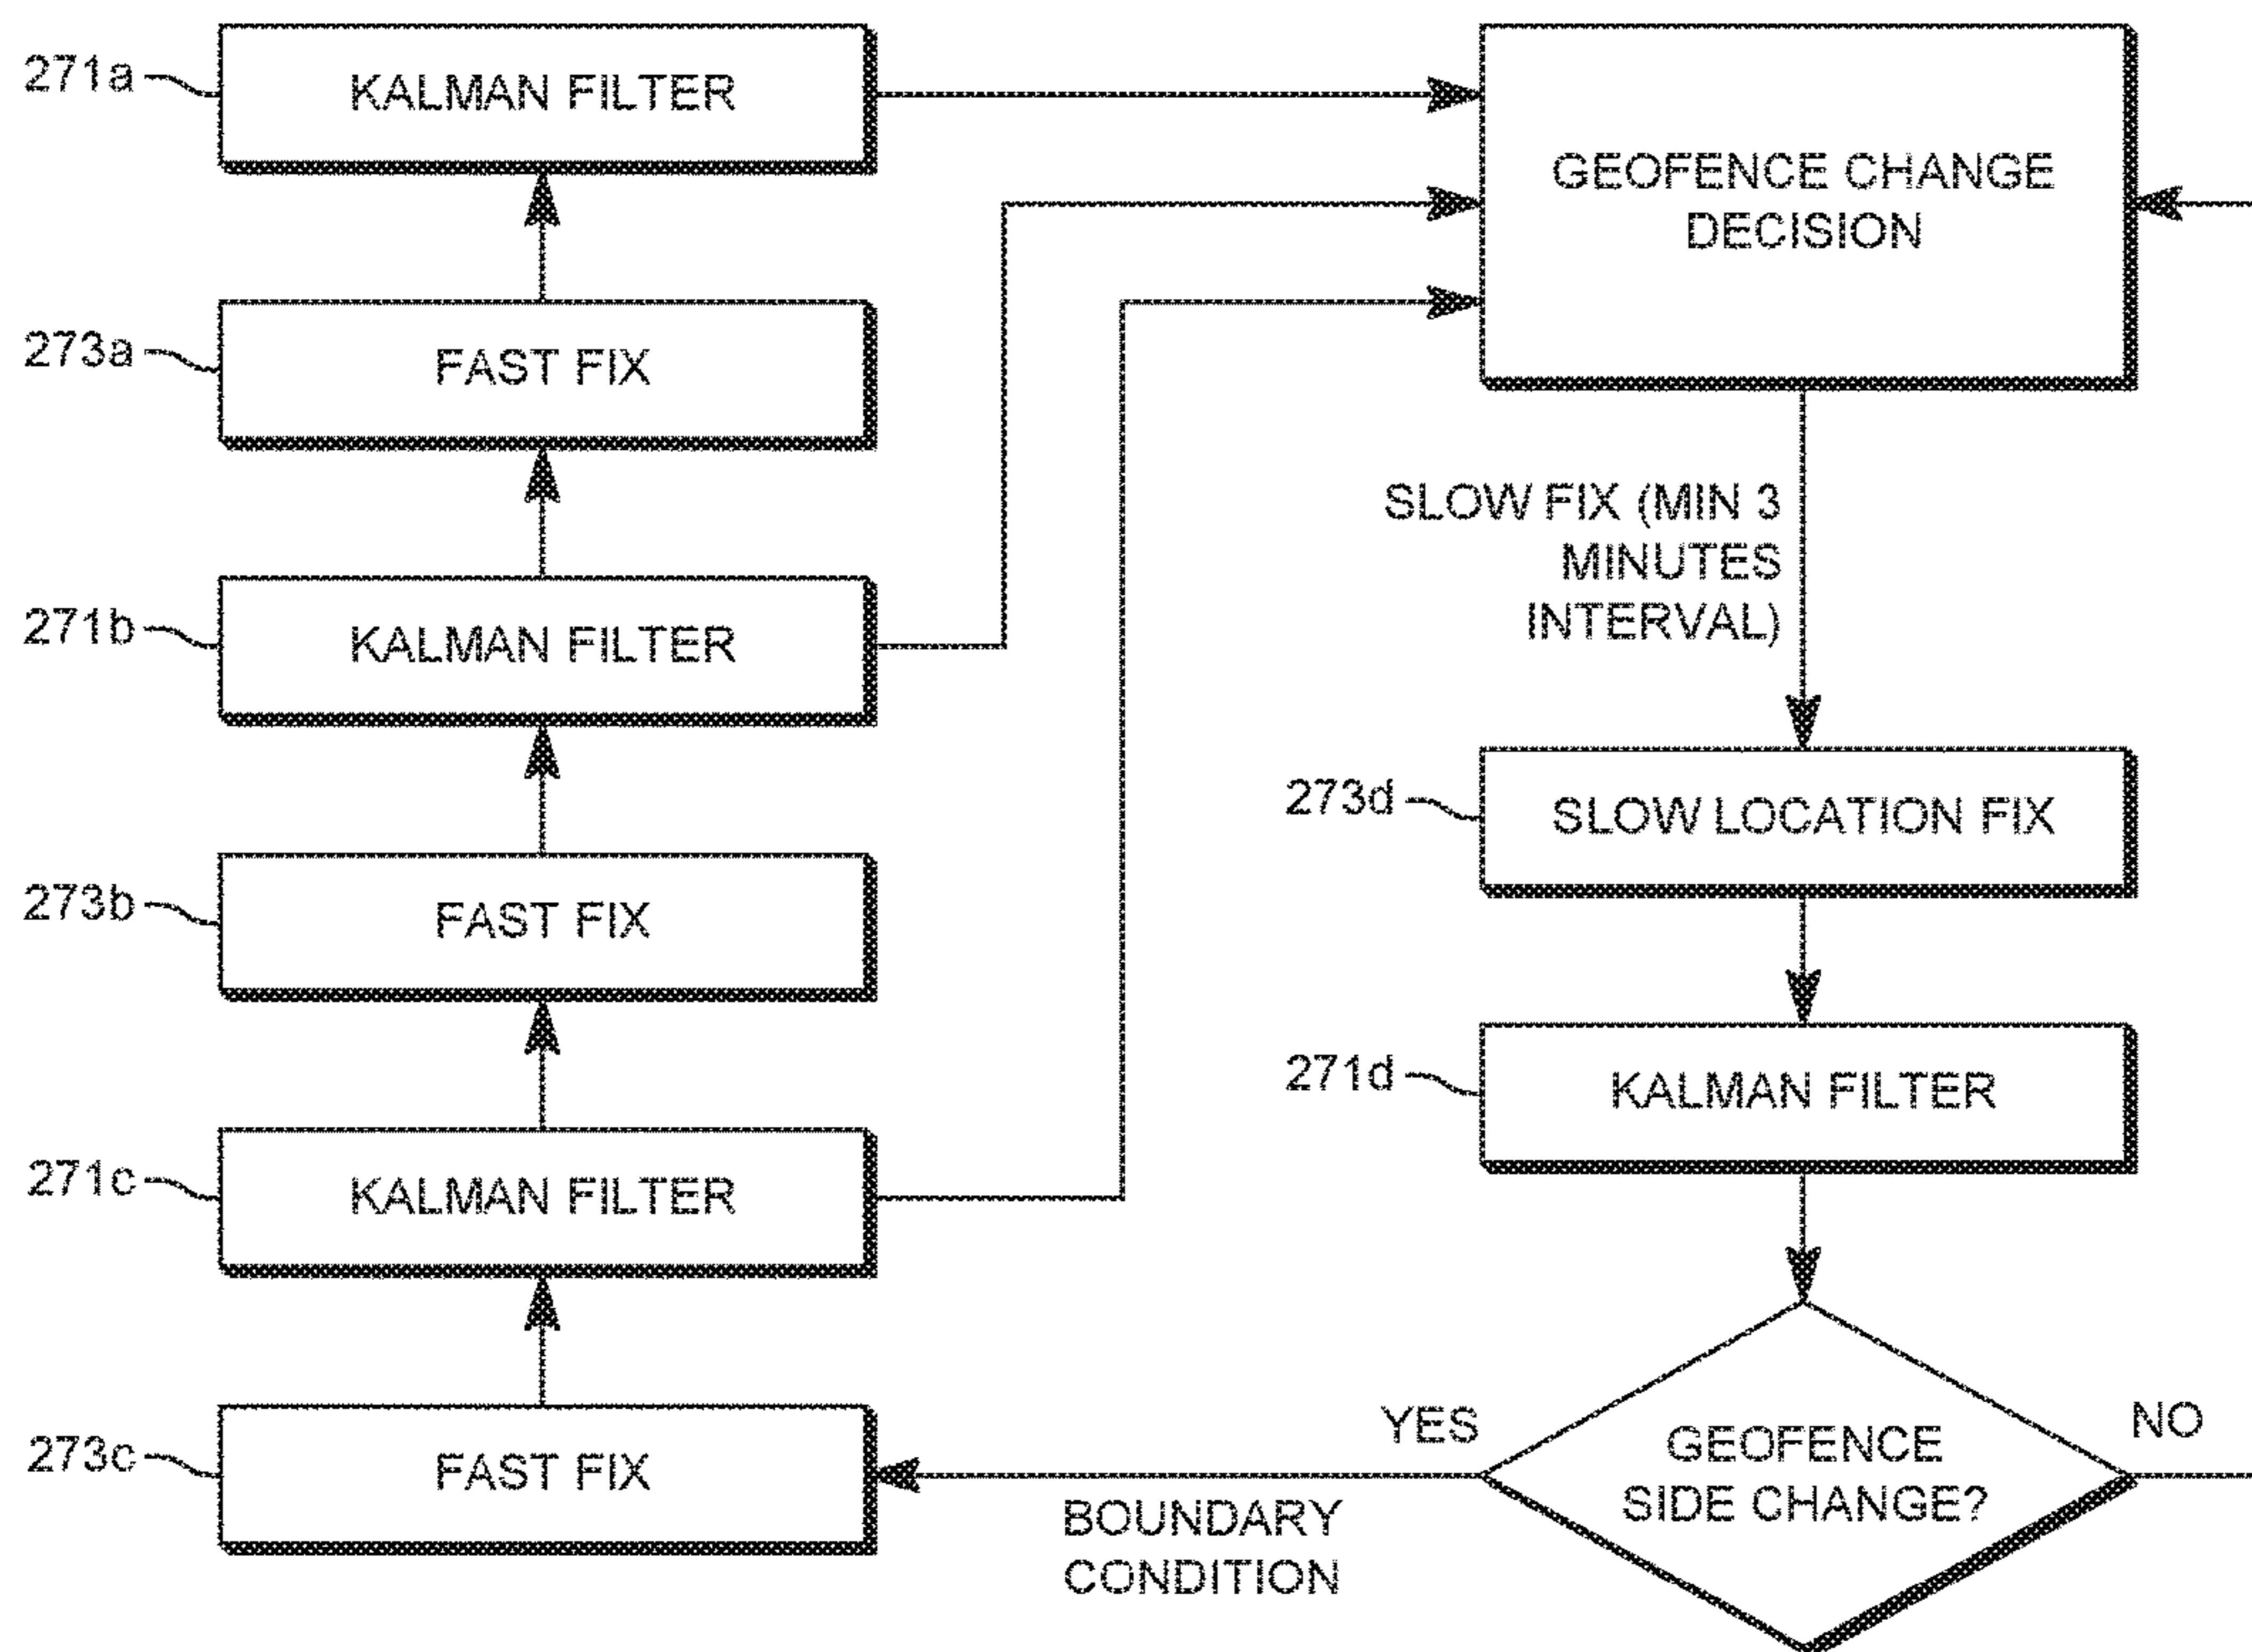 271a
KALMAN FILTER
GEOFENCE CHANGE
DECISION
273a
FAST FIX
SLOW FIX (MIN 3
MINUTES
INTERVAL)
271b
KALMAN FILTER
273d
SLOW LOCATION FIX
273b
FAST FIX
271d
KALMAN FILTER
271c
KALMAN FILTER
YES
NO
GEOFENCE
SIDE CHANGE?
273c
FAST FIX
BOUNDARY
CONDITION